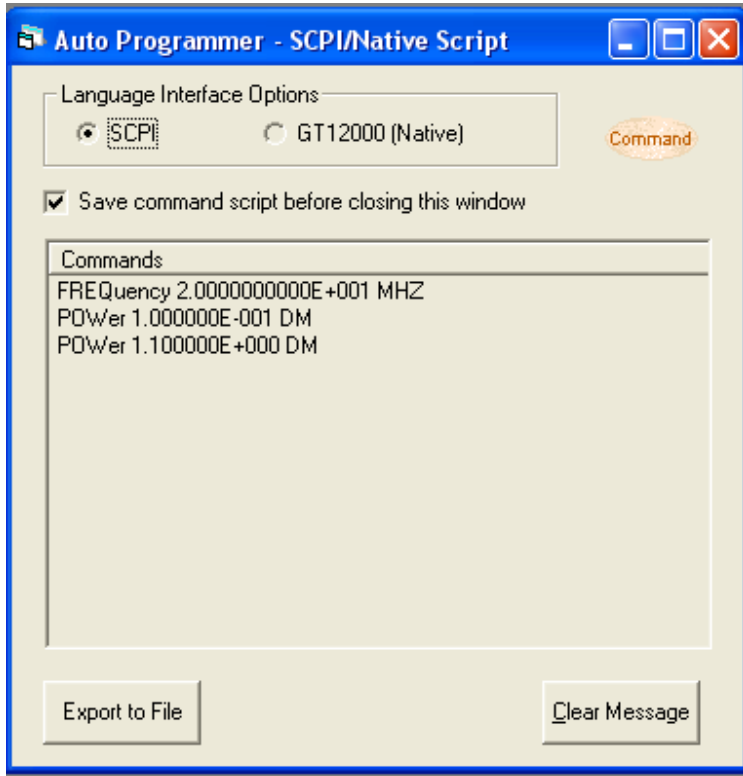 Auto Programmer - SCPI/Native Script
Language Interface Options
SCPI
GT12000 (Native)
Command
Save command script before closing this window
Commands
FREQuency 2.0000000000E+001 MHZ
POWer 1.000000E-001 DM
POWer 1.100000E+000 DM
Export to File
Clear Message